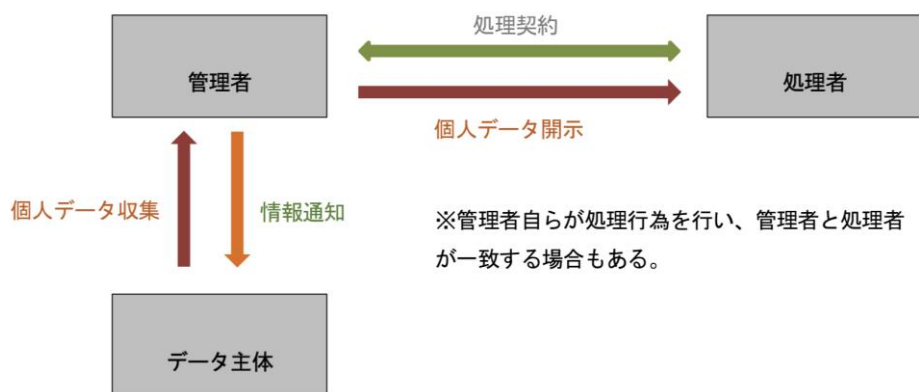 処理契約
管理者
処理者
個人データ開示
個人データ収集
情報通知
※管理者自らが処理行為を行い、管理者と処理者
が一致する場合もある。
データ主体